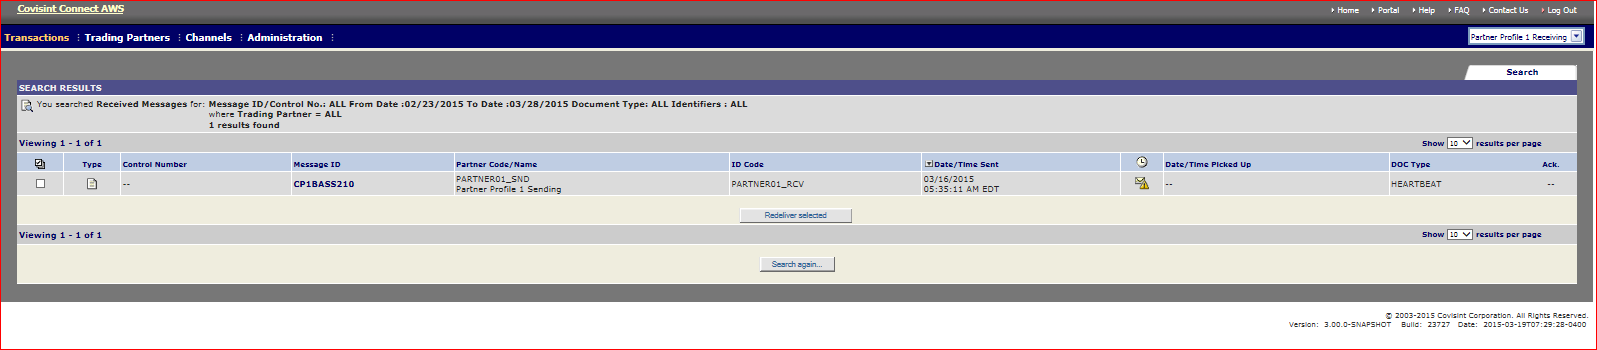 Covisint Connect AWS
Home Portal Help FAQ Contact Us Log Out
Transactions Trading Partners Channels Administration
Partner Profile 1 Receiving
Search
SEARCH RESULTS
You searched Received Messages for: Message ID/Control No.: ALL From Date :02/23/2015 To Date :03/28/2015 Document Type: ALL Identifiers : ALL
where Trading Partner = ALL
1 results found
Viewing 1 - 1 of 1 Show 10 results per page
Type Control Number Message ID Partner Code/Name ID Code Date/Time Sent Date/Time Picked Up DOC Type Ack.
-- CP1BASS210 PARTNER01_SND PARTNER01_RCV 03/16/2015 -- HEARTBEAT --
Partner Profile 1 Sending 05:35:11 AM EDT
Redeliver selected
Viewing 1 - 1 of 1 Show 10 results per page
Search again...
© 2003-2015 Covisint Corporation. All Rights Reserved.
Version: 3.00.0-SNAPSHOT Build: 23727 Date: 2015-03-19T07:29:28-0400